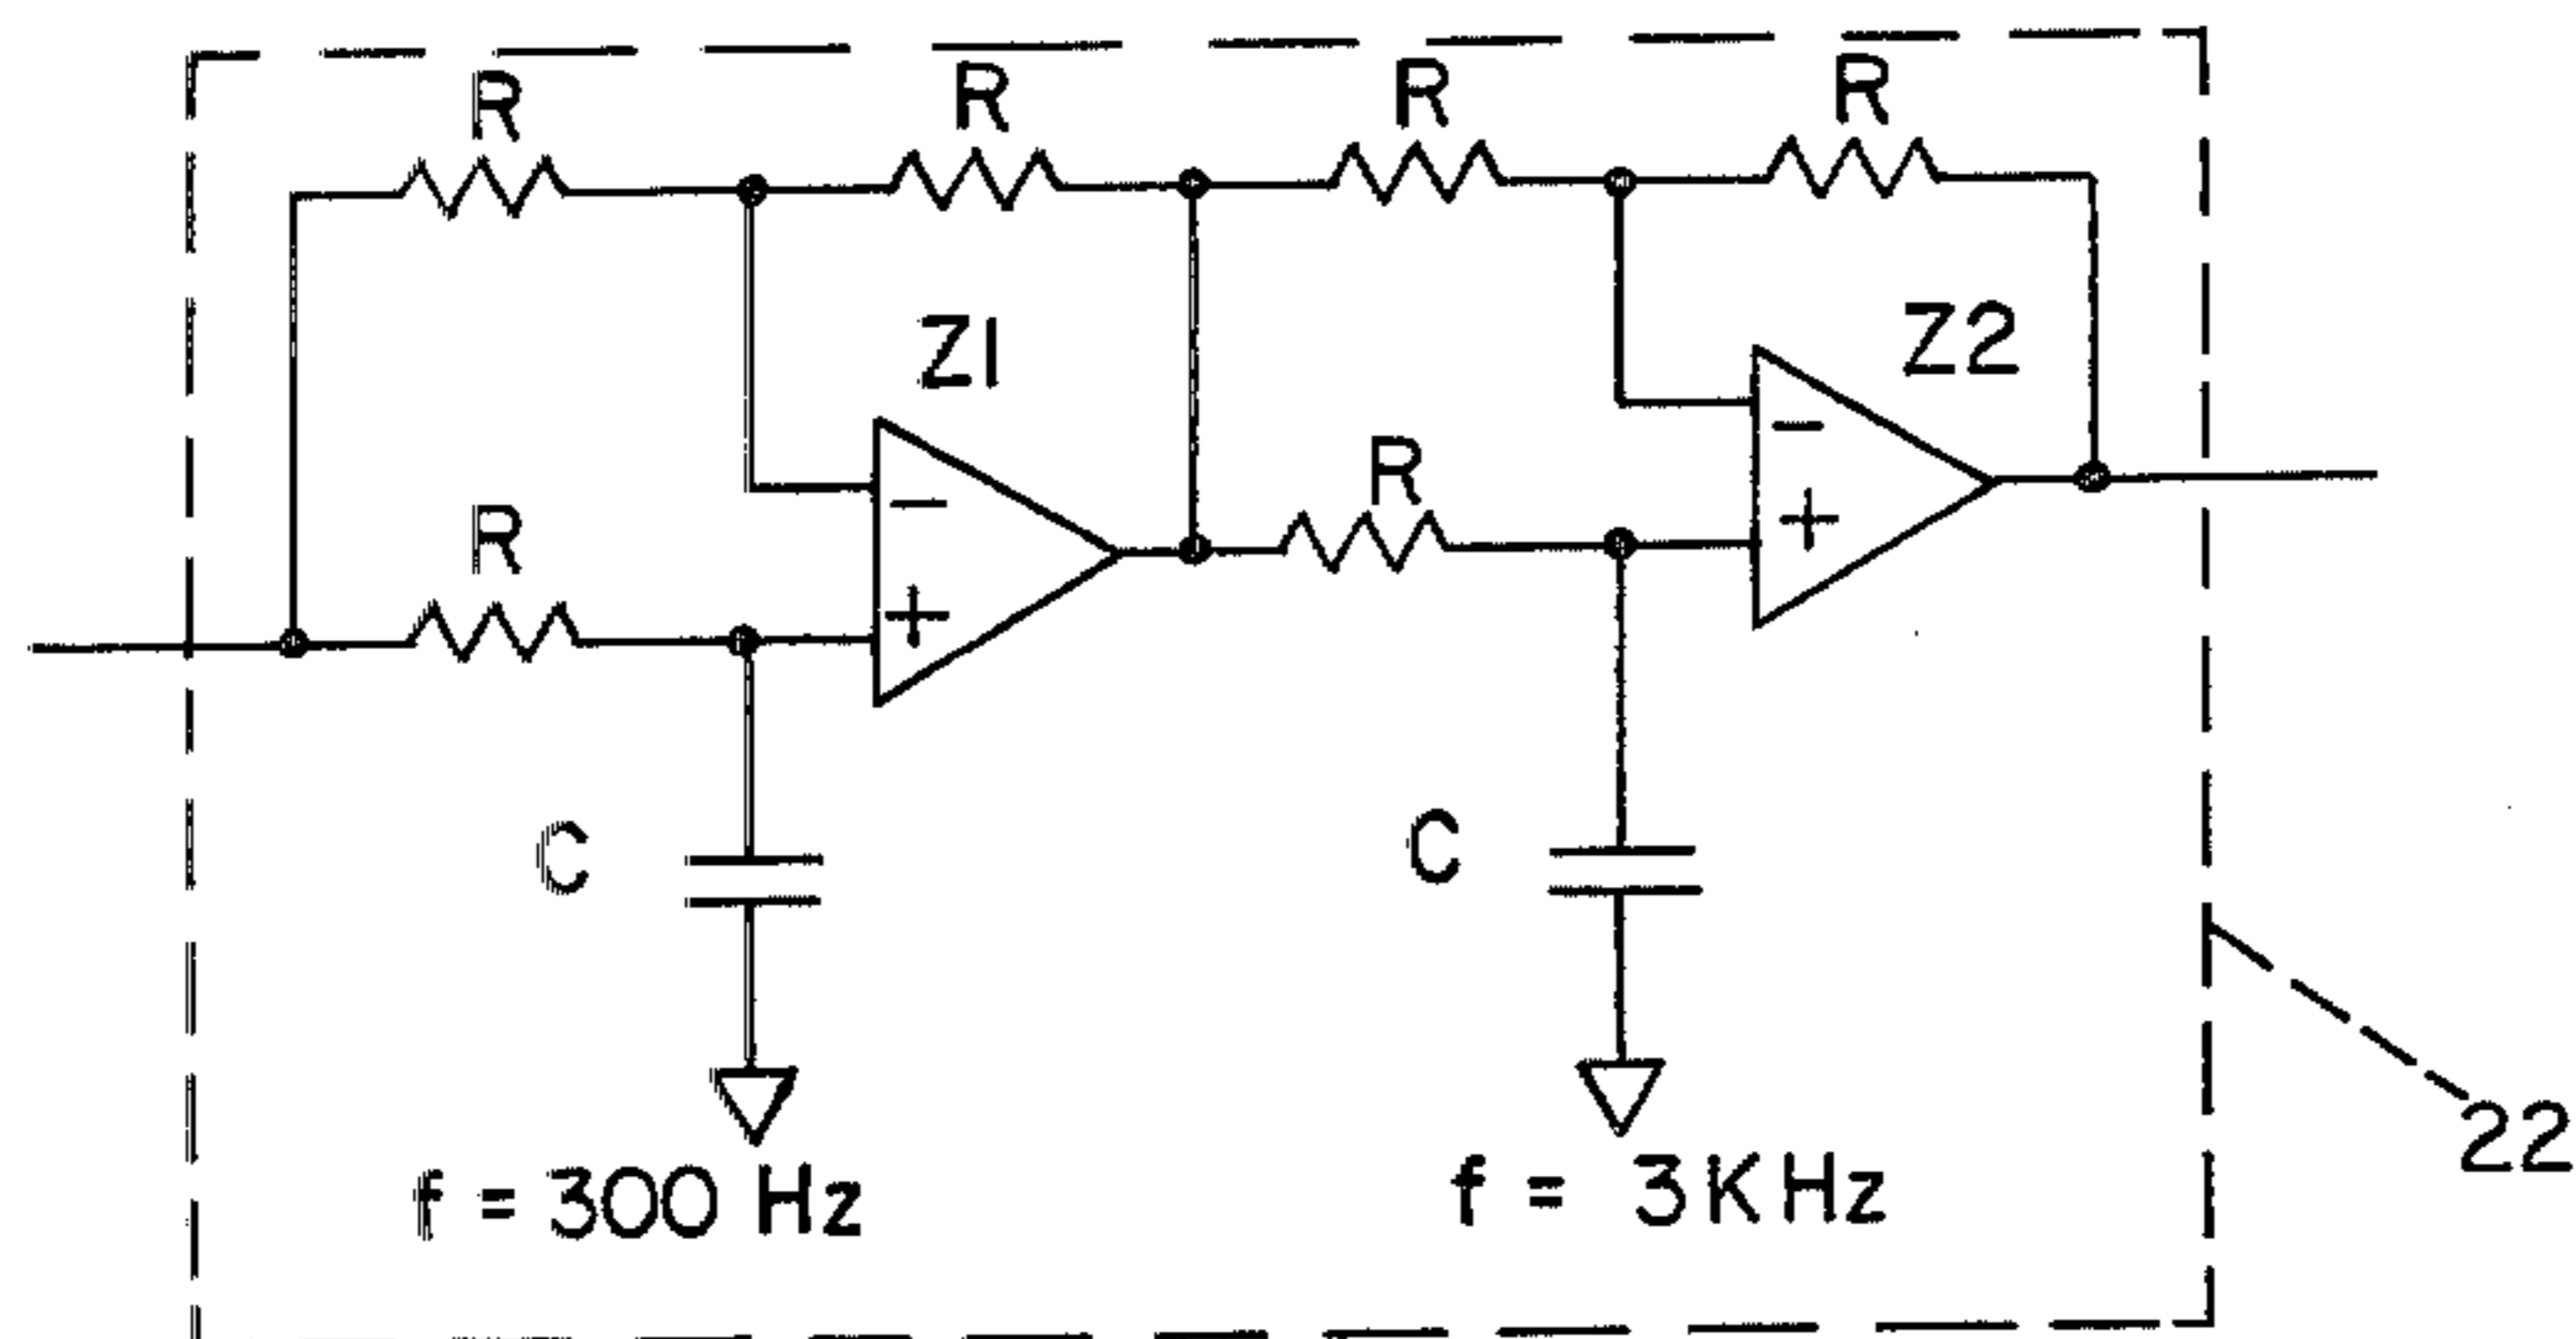 R R R R
Z1 Z2
R
R
+ −
+ −
C C
22
f = 300 Hz f = 3KHz